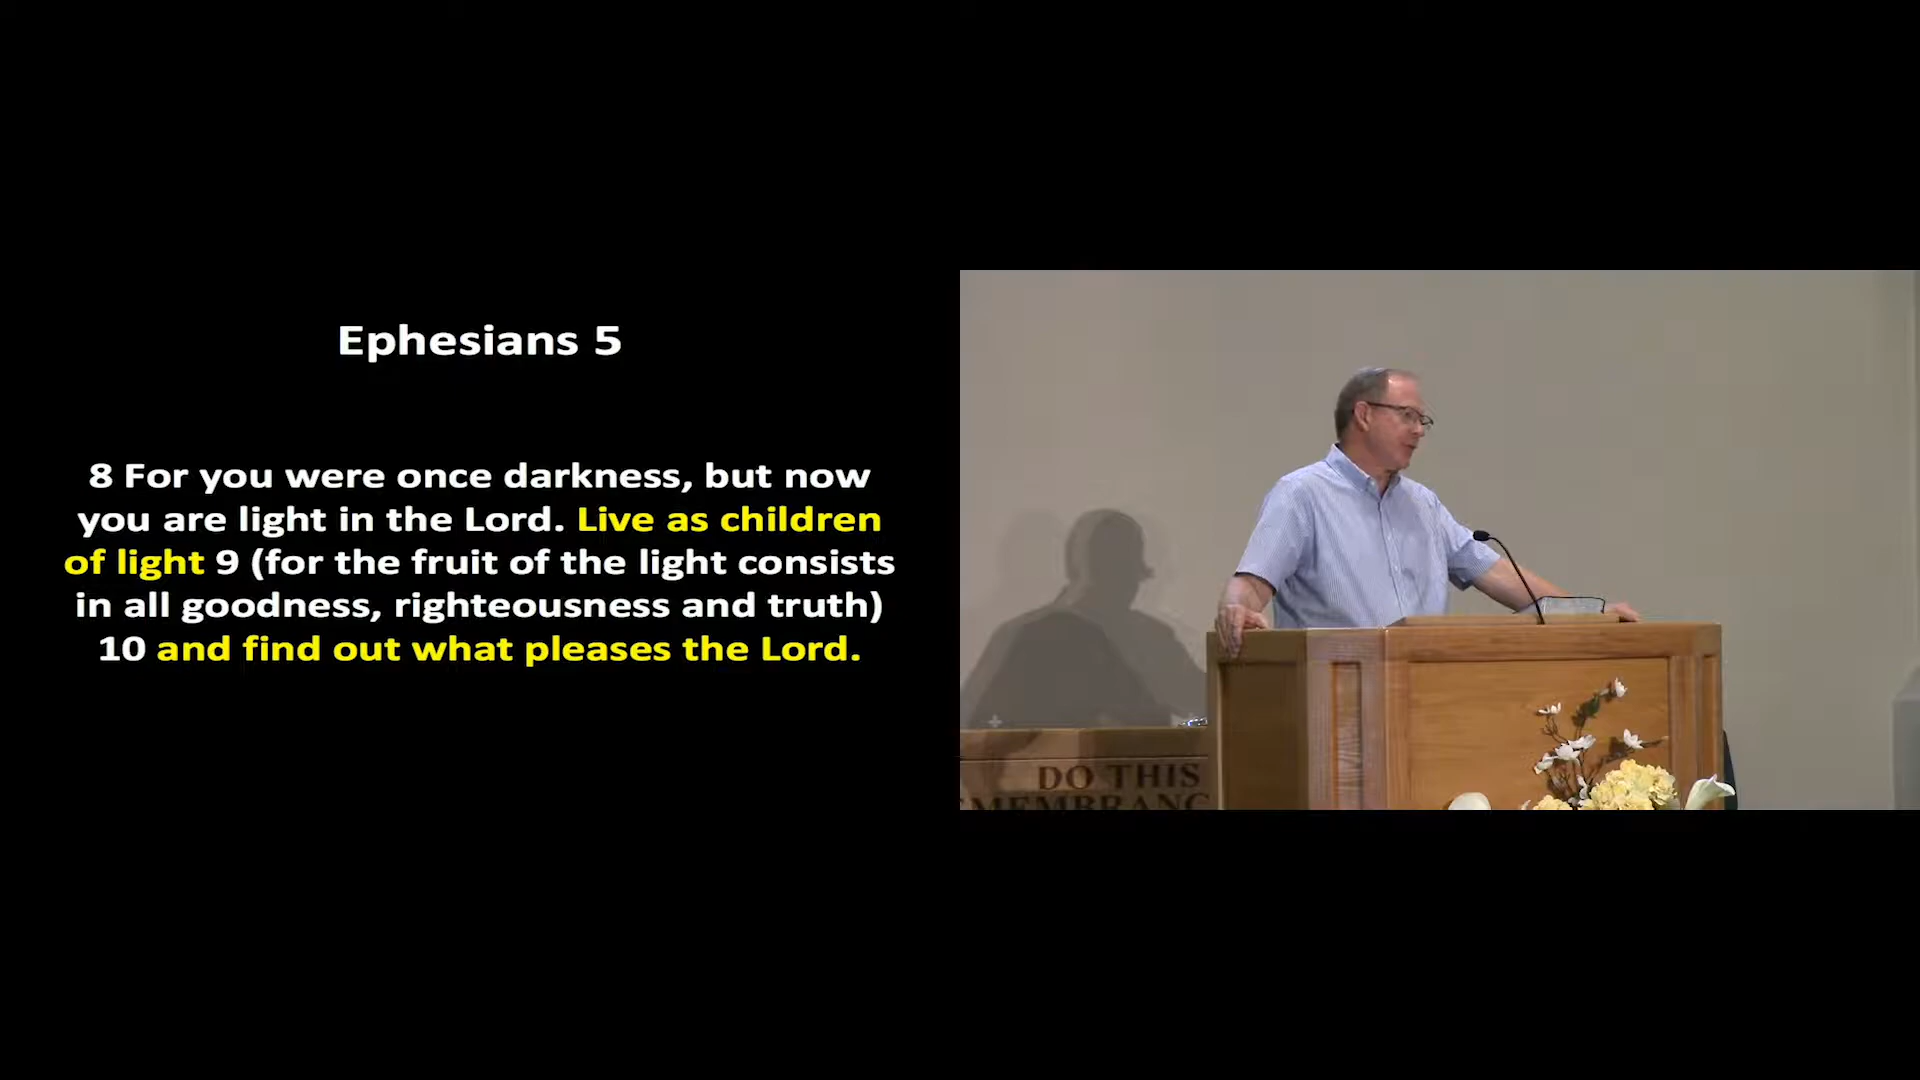 Ephesians 5
8 For you were once darkness, but now
you are light in the Lord. Live as children
of light 9 (for the fruit of the light consists
in all goodness, righteousness and truth)
10 and find out what pleases the Lord.
DO THIS
MEMBRANC